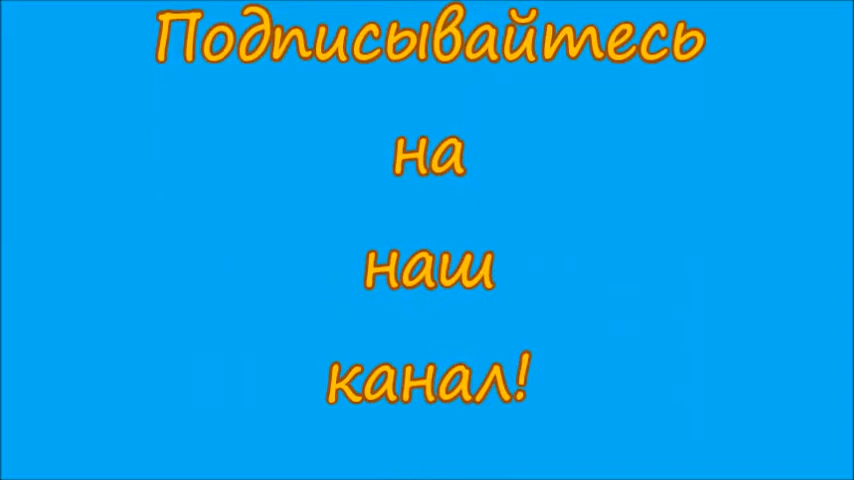 Подписывайтесь
на
наш
канал!